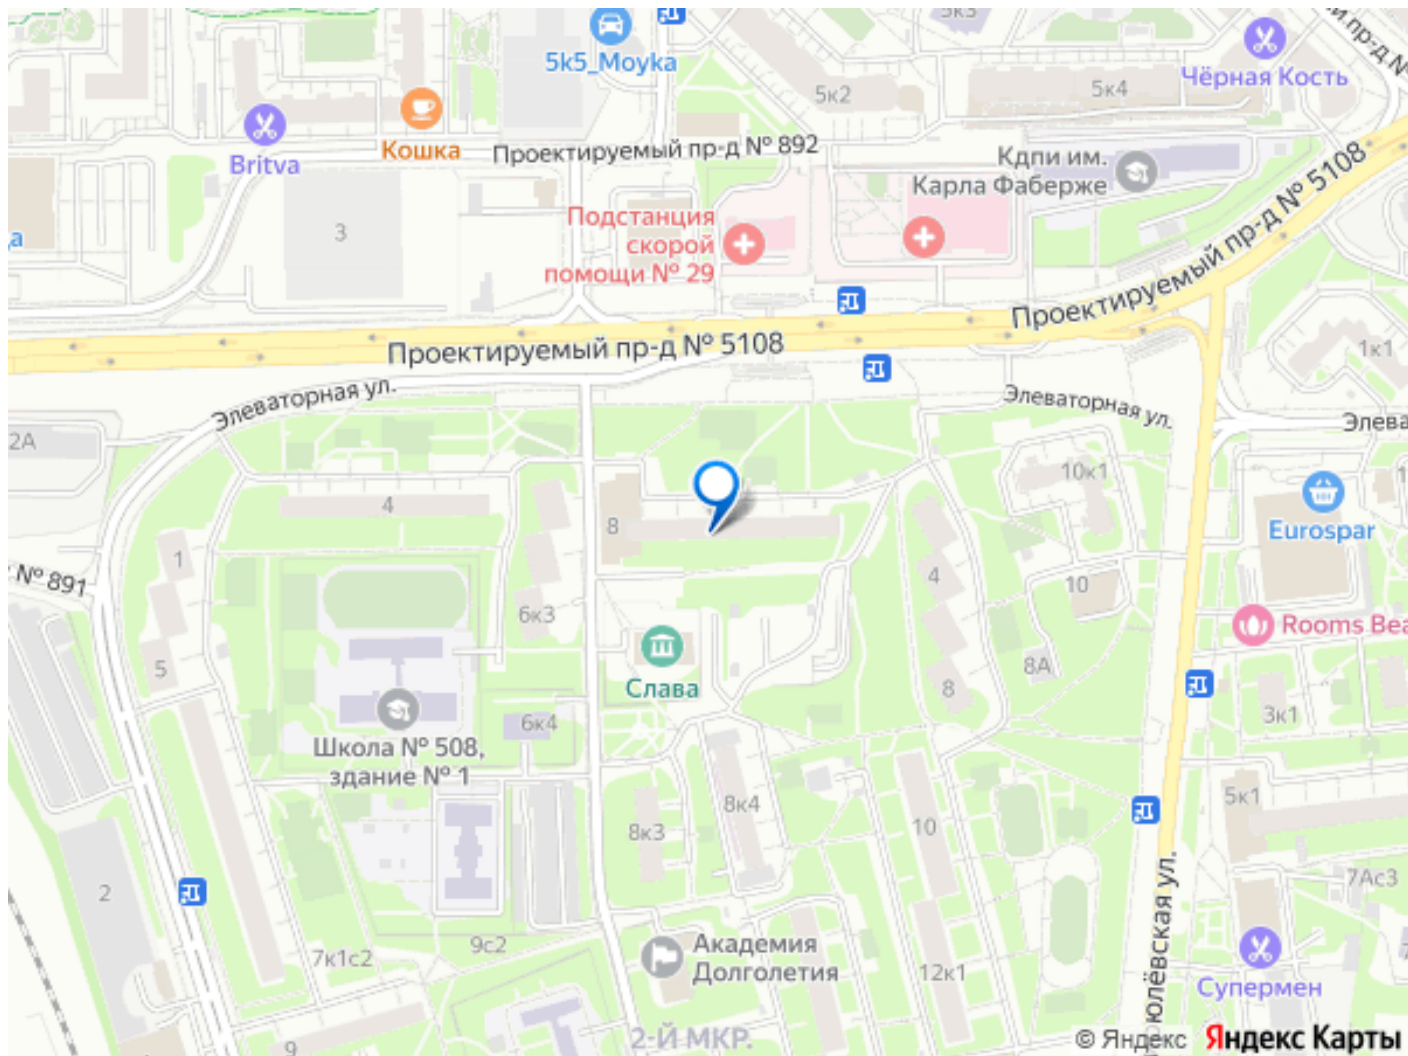 5к3
5k5_Moyka
Чёрная Кость
5к2
5к4
Britva
Кошка
Проектируемый пр-д № 892
Кдпи им.
Карла Фаберже
Проектируемый пр-д № 5108
3
Подстанция
скорой
помощи № 29
Проектируемый пр-д № 5108
1к1
Элеваторная ул.
Элеваторная ул.
Элева
2А
4
8
10к1
1
Eurospar
№ 891
1
4
10
6к3
Rooms Bea
5
8А
Слава
8
6к4
3к1
Школа № 508,
здание № 1
5к1
8к4
8к3
10
7Ас3
2
юлёвская ул.
9с2
7к1с2
Академия
Долголетия
12к1
Супермен
2-Й МКР.
9
© Яндекс Яндекс Карты